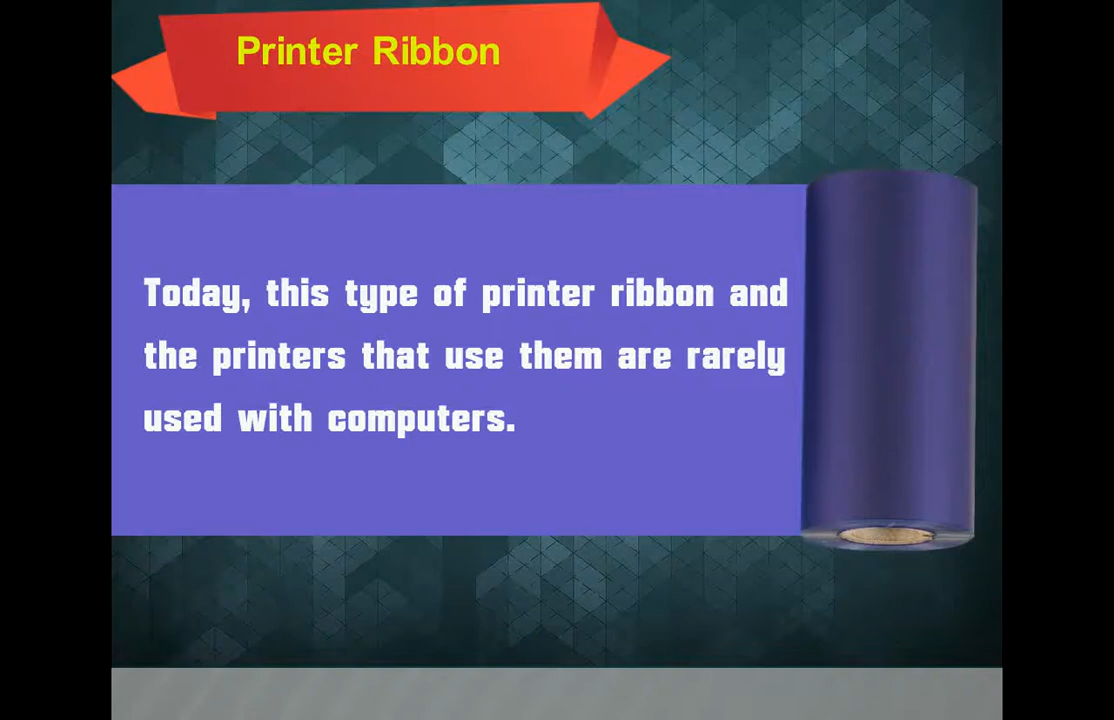 Printer Ribbon
Today, this type of printer ribbon and
the printers that use them are rarely
used with computers.